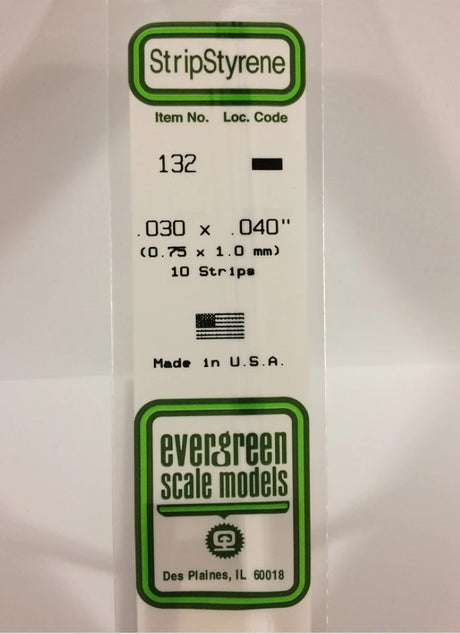 StripStyrene
Item No. Loc. Code
132
.030 x .040"
(0.75 x 1.0 mm)
10 Strips
Made in U.S.A.
evergreen
scale models
Des Plaines, IL 60018